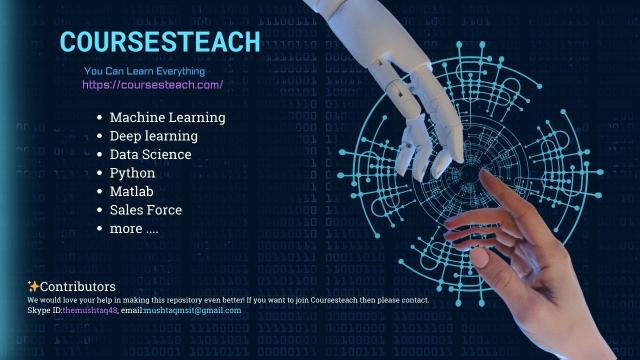 COURSESTEACH
You Can Learn Everything
https://coursesteach.com/
• Machine Learning
• Deep learning
• Data Science
• Python
• Matlab
• Sales Force
• more ....
✨Contributors
We would love your help in making this repository even better! If you want to join Coursesteach then please contact.
Skype ID:themushtaq48, email:mushtaqmsit@gmail.com